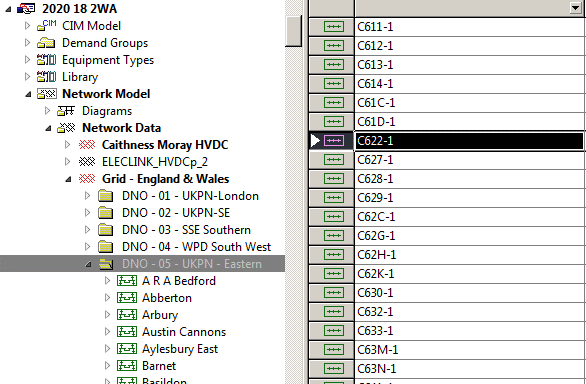 2020 18 2WA
CIM CIM Model
Demand Groups
Equipment Types
Library
Network Model
Diagrams
Network Data
Caithness Moray HVDC
ELECLINK_HVDCp_2
Grid - England & Wales
DNO - 01 - UKPN-London
DNO - 02 - UKPN-SE
DNO - 03 - SSE Southern
DNO - 04 - WPD South West
DNO - 05 - UKPN - Eastern
A R A Bedford
Abberton
Arbury
Austin Cannons
Aylesbury East
Barnet
Basildon
C611-1
C612-1
C613-1
C614-1
C61C-1
C61D-1
C622-1
C627-1
C628-1
C629-1
C62C-1
C62G-1
C62H-1
C62K-1
C630-1
C632-1
C633-1
C63M-1
C63N-1